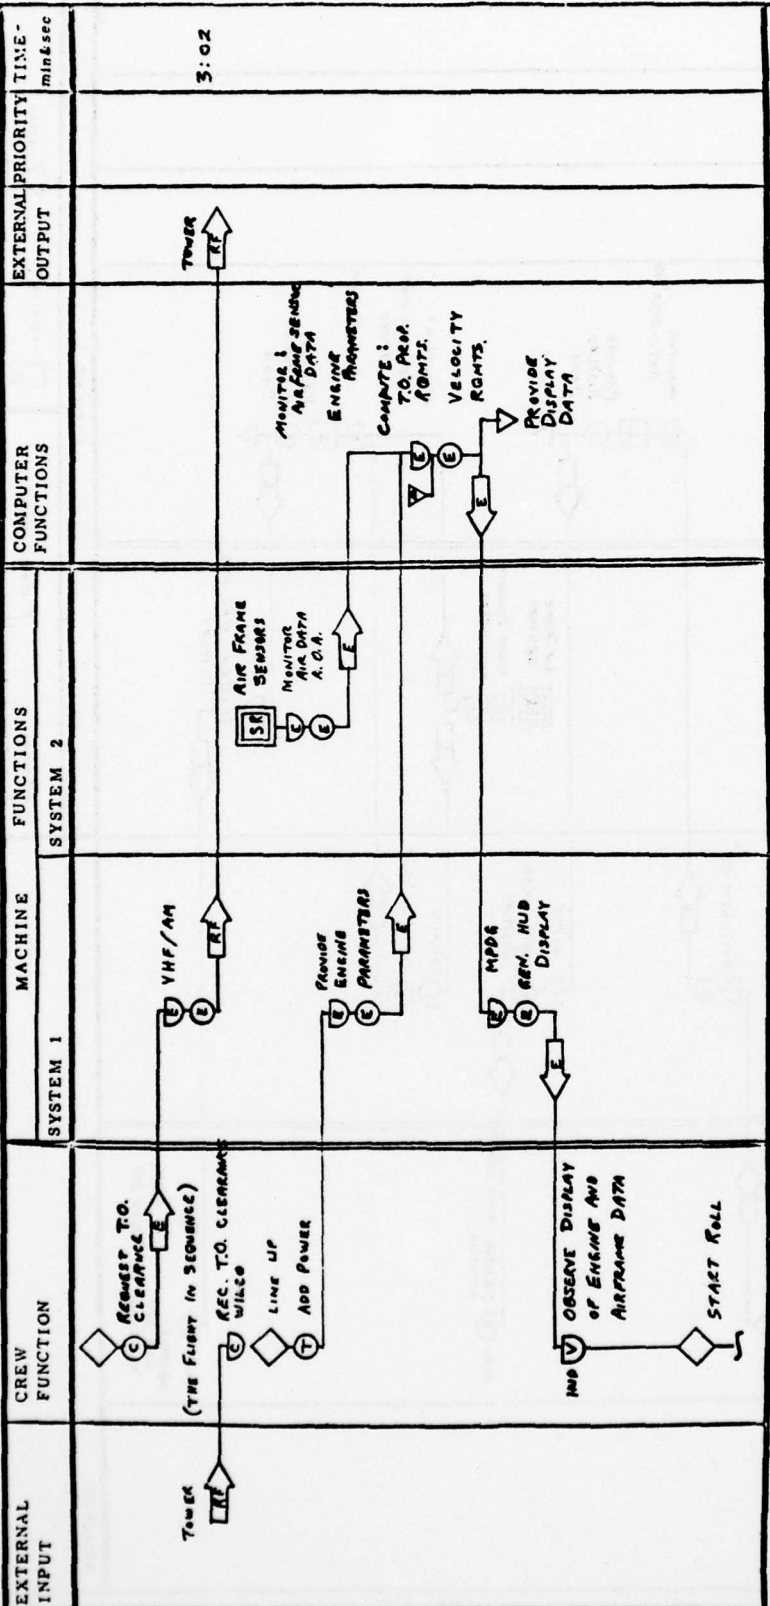 EXTERNAL
INPUT
CREW
FUNCTION
MACHINE
FUNCTIONS
SYSTEM 1
SYSTEM 2
COMPUTER
FUNCTIONS
EXTERNAL
OUTPUT
PRIORITY
TIME -
min&sec
C
REQUEST T.O.
CLEARANCE
E
E
E
VHF/AM
RF
TOWER
RF
3:02
(THE FLIGHT IN SEQUENCE)
TOWER
RF
C
REC. T.O. CLEARANCE
WILCO
LINE UP
T
ADD POWER
E
E
PROVIDE
ENGINE
PARAMETERS
E
SR
AIR FRAME
SENSORS
E
E
MONITOR
AIR DATA
A.O.A.
E
MONITOR:
AIRFRAME SENSOR
DATA
ENGINE
PARAMETERS
COMPUTE:
T.O. PROP.
RQMTS.
VELOCITY
RQMTS.
E
E
E
PROVIDE
DISPLAY
DATA
E
E
MPDG
GEN. HUD
DISPLAY
E
HUD
V
OBSERVE DISPLAY
OF ENGINE AND
AIRFRAME DATA
START ROLL